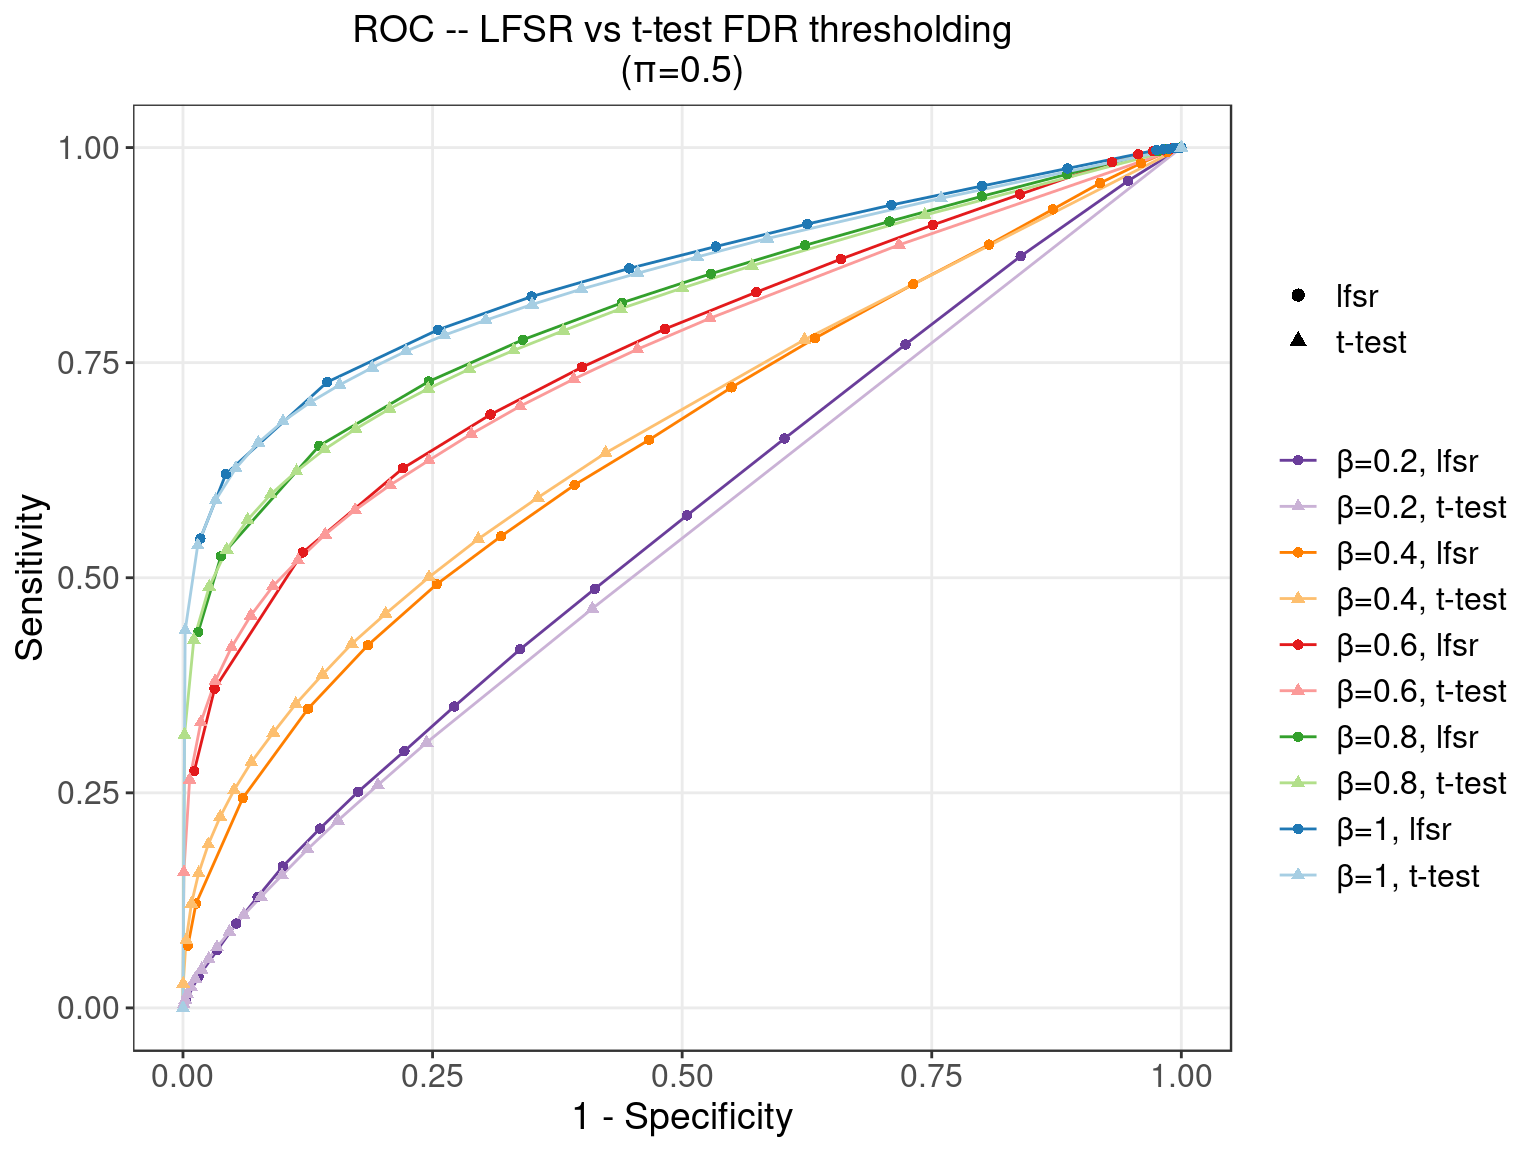 ROC -- LFSR vs t-test FDR thresholding
(π=0.5)
1.00
0.75
0.50
0.25
0.00
Sensitivity
0.00 0.25 0.50 0.75 1.00
1 - Specificity
lfsr
t-test
β=0.2, lfsr
β=0.2, t-test
β=0.4, lfsr
β=0.4, t-test
β=0.6, lfsr
β=0.6, t-test
β=0.8, lfsr
β=0.8, t-test
β=1, lfsr
β=1, t-test